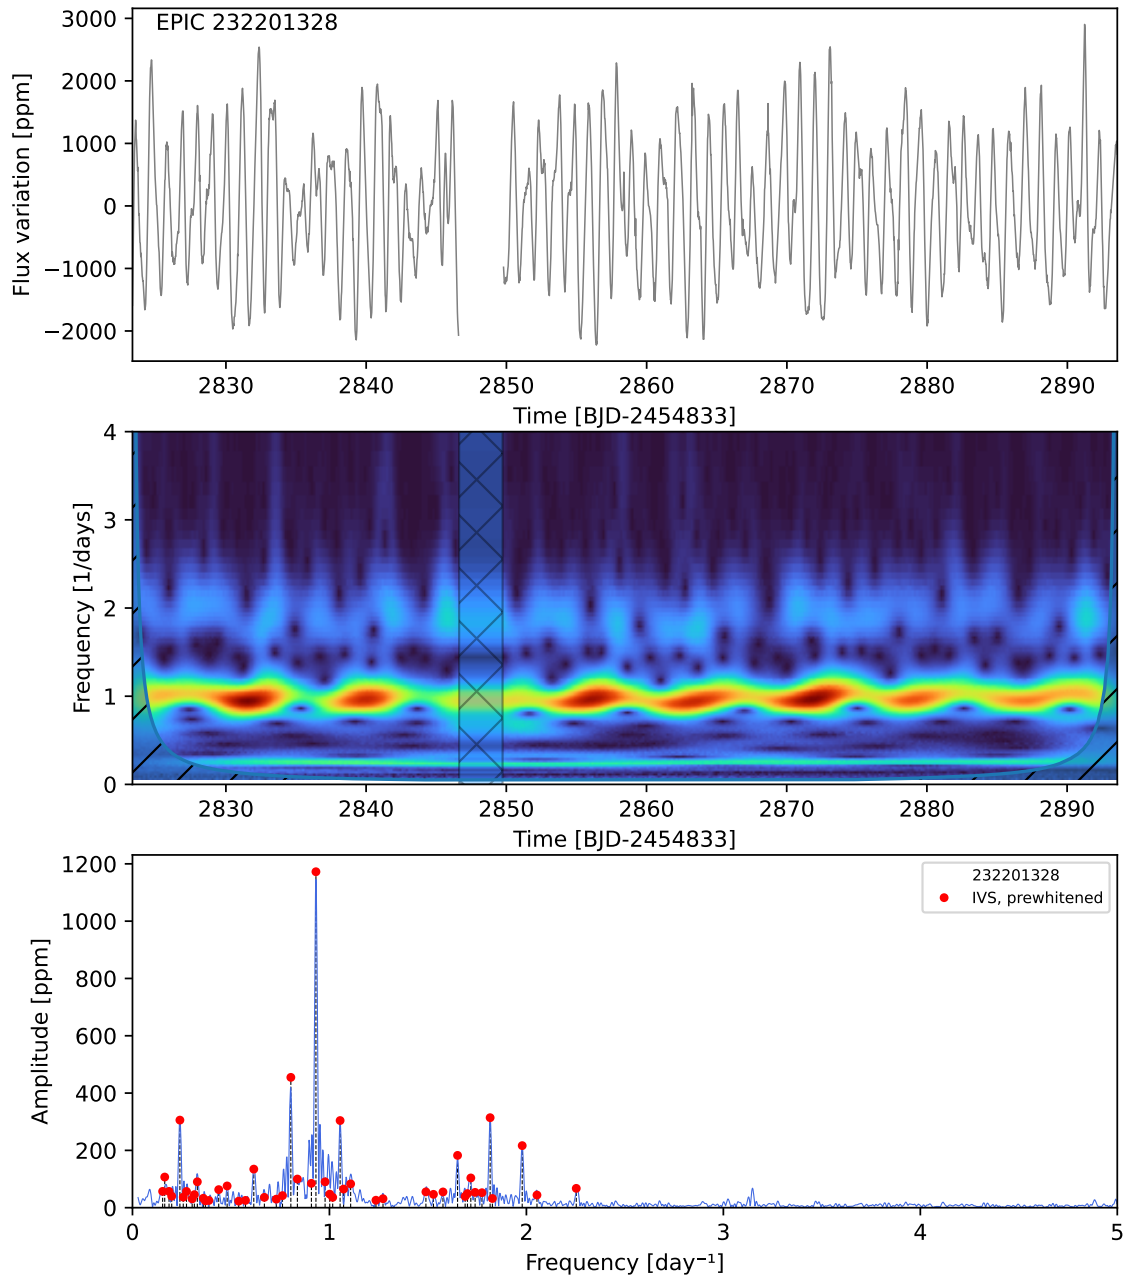 EPIC 232201328
3000
2000
1000
0
−1000
−2000
Flux variation [ppm]
2830 2840 2850 2860 2870 2880 2890
Time [BJD-2454833]
4
3
2
1
0
Frequency [1/days]
2830 2840 2850 2860 2870 2880 2890
Time [BJD-2454833]
1200
1000
800
600
400
200
0
Amplitude [ppm]
232201328
IVS, prewhitened
0 1 2 3 4 5
Frequency [day⁻¹]